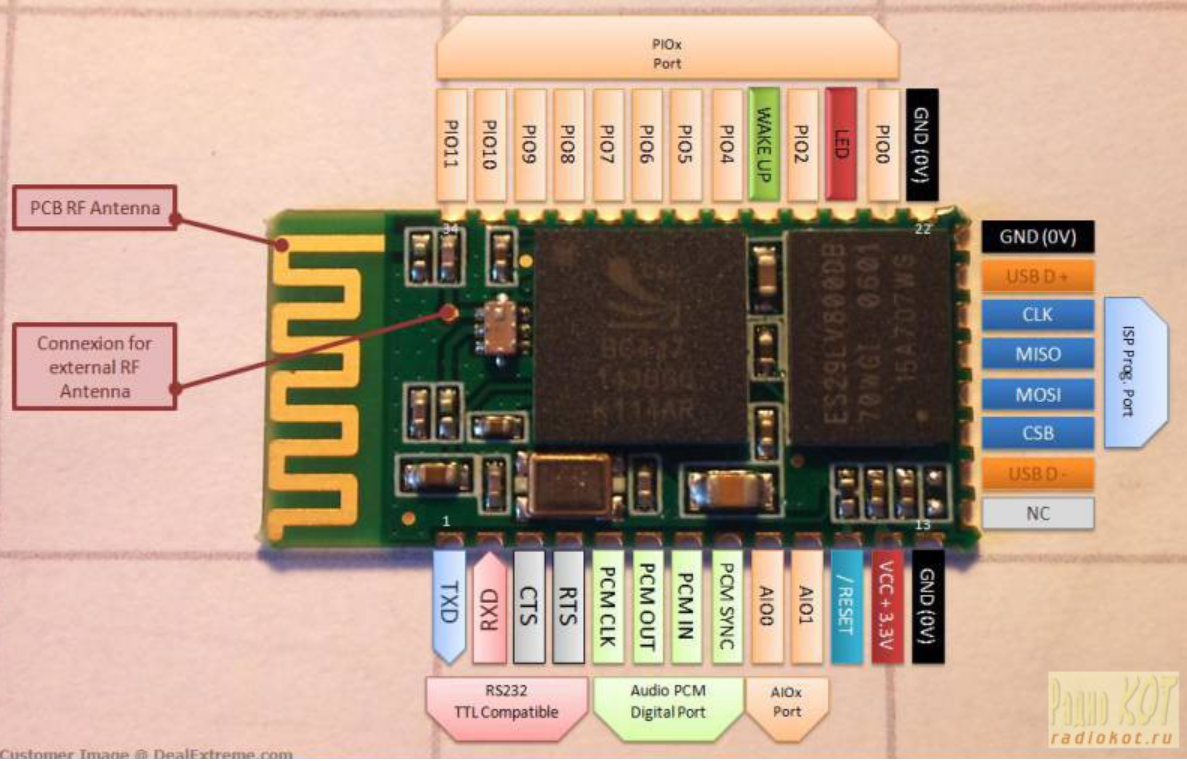 PIOx
Port
PIO11
PIO10
PIO9
PIO8
PIO7
PIO6
PIO5
PIO4
WAKE UP
PIO2
LED
PIO0
GND (0V)
PCB RF Antenna
34
22
GND (0V)
USB D +
CLK
MISO
MOSI
CSB
USB D -
NC
ISP Prog. Port
Connexion for
external RF
Antenna
ES29LV800DB
70WGI 0601
15A707WG
1
13
TXD
RXD
CTS
RTS
PCM CLK
PCM OUT
PCM IN
PCM SYNC
AIO0
AIO1
/ RESET
VCC + 3.3V
GND (0V)
RS232
TTL Compatible
Audio PCM
Digital Port
AIOx
Port
Радио КОТ
radiokot.ru
Customer Image @ DealExtreme.com